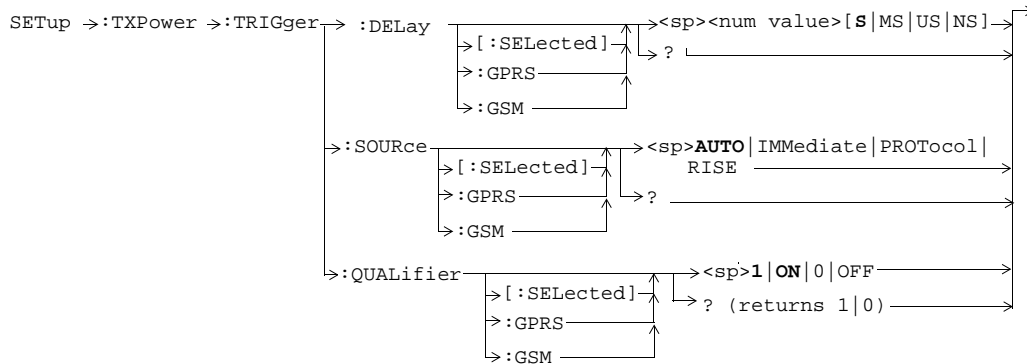 SETup :TXPower :TRIGger :DELay <sp><num value>[S|MS|US|NS]
[:SELected] ?
:GPRS
:GSM
:SOURce <sp>AUTO|IMMediate|PROTocol|
[:SELected] RISE
:GPRS ?
:GSM
:QUALifier <sp>1|ON|0|OFF
[:SELected] ? (returns 1|0)
:GPRS
:GSM